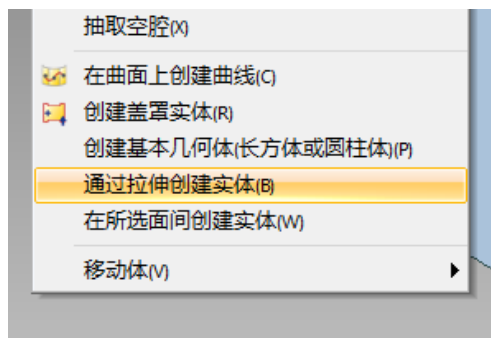 抽取空腔(X)
在曲面上创建曲线(C)
创建盖罩实体(R)
创建基本几何体(长方体或圆柱体)(P)
通过拉伸创建实体(B)
在所选面间创建实体(W)
移动体(V)